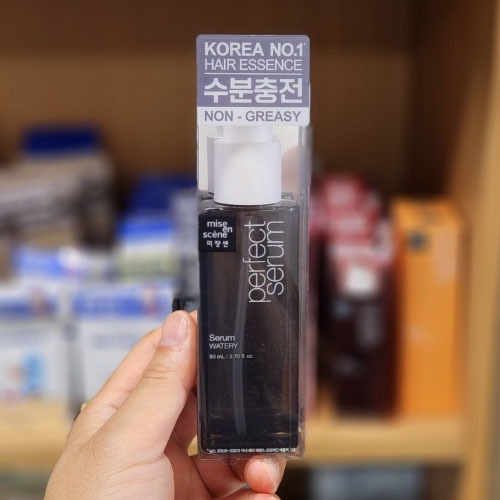 KOREA NO.1*
HAIR ESSENCE
수분충전
NON - GREASY
mise
en
scène
미쟝센
perfect
serum
Serum
WATERY
80 mL / 2.70 fl. oz.